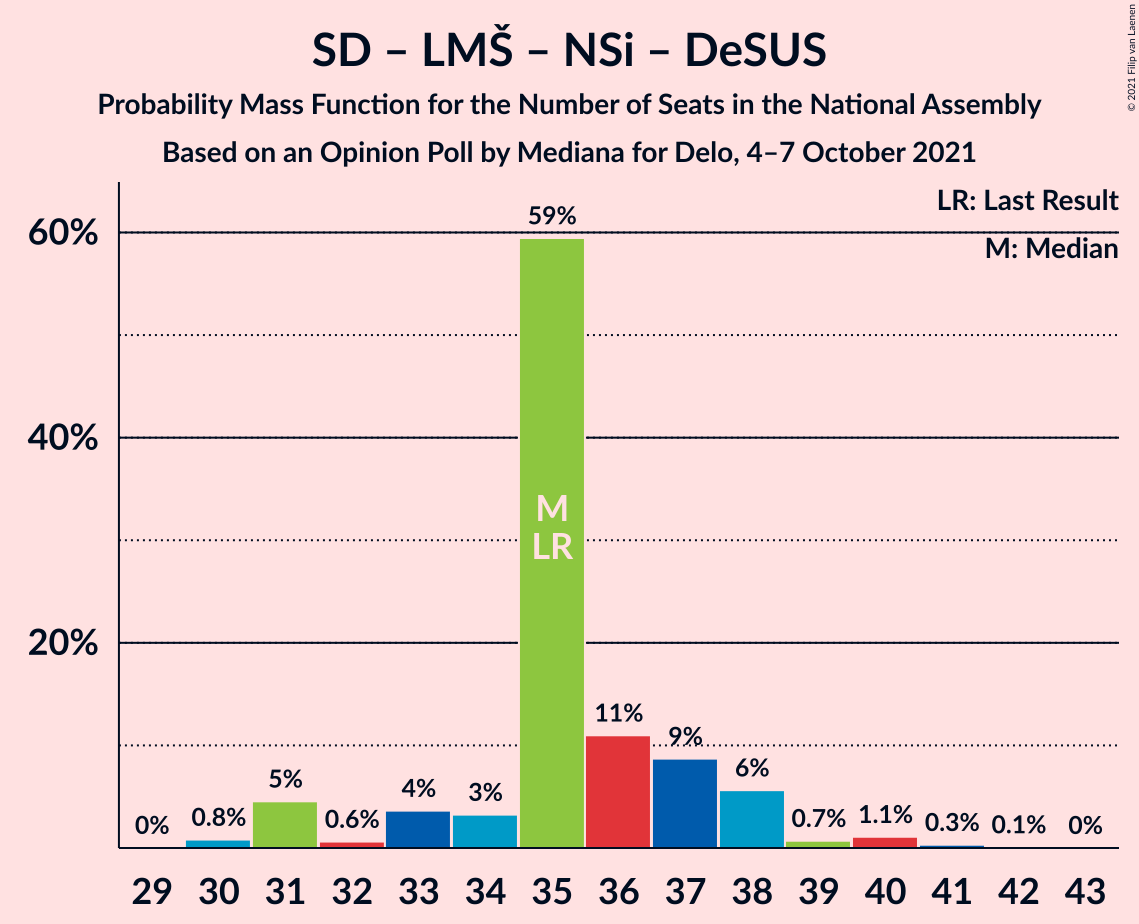 SD – LMŠ – NSi – DeSUS
Probability Mass Function for the Number of Seats in the National Assembly
Based on an Opinion Poll by Mediana for Delo, 4–7 October 2021
© 2021 Filip van Laenen
LR: Last Result
M: Median
60%
40%
20%
0%
0.8%
5%
0.6%
4%
3%
59%
11%
9%
6%
0.7%
1.1%
0.3%
0.1%
0%
M
LR
29 30 31 32 33 34 35 36 37 38 39 40 41 42 43